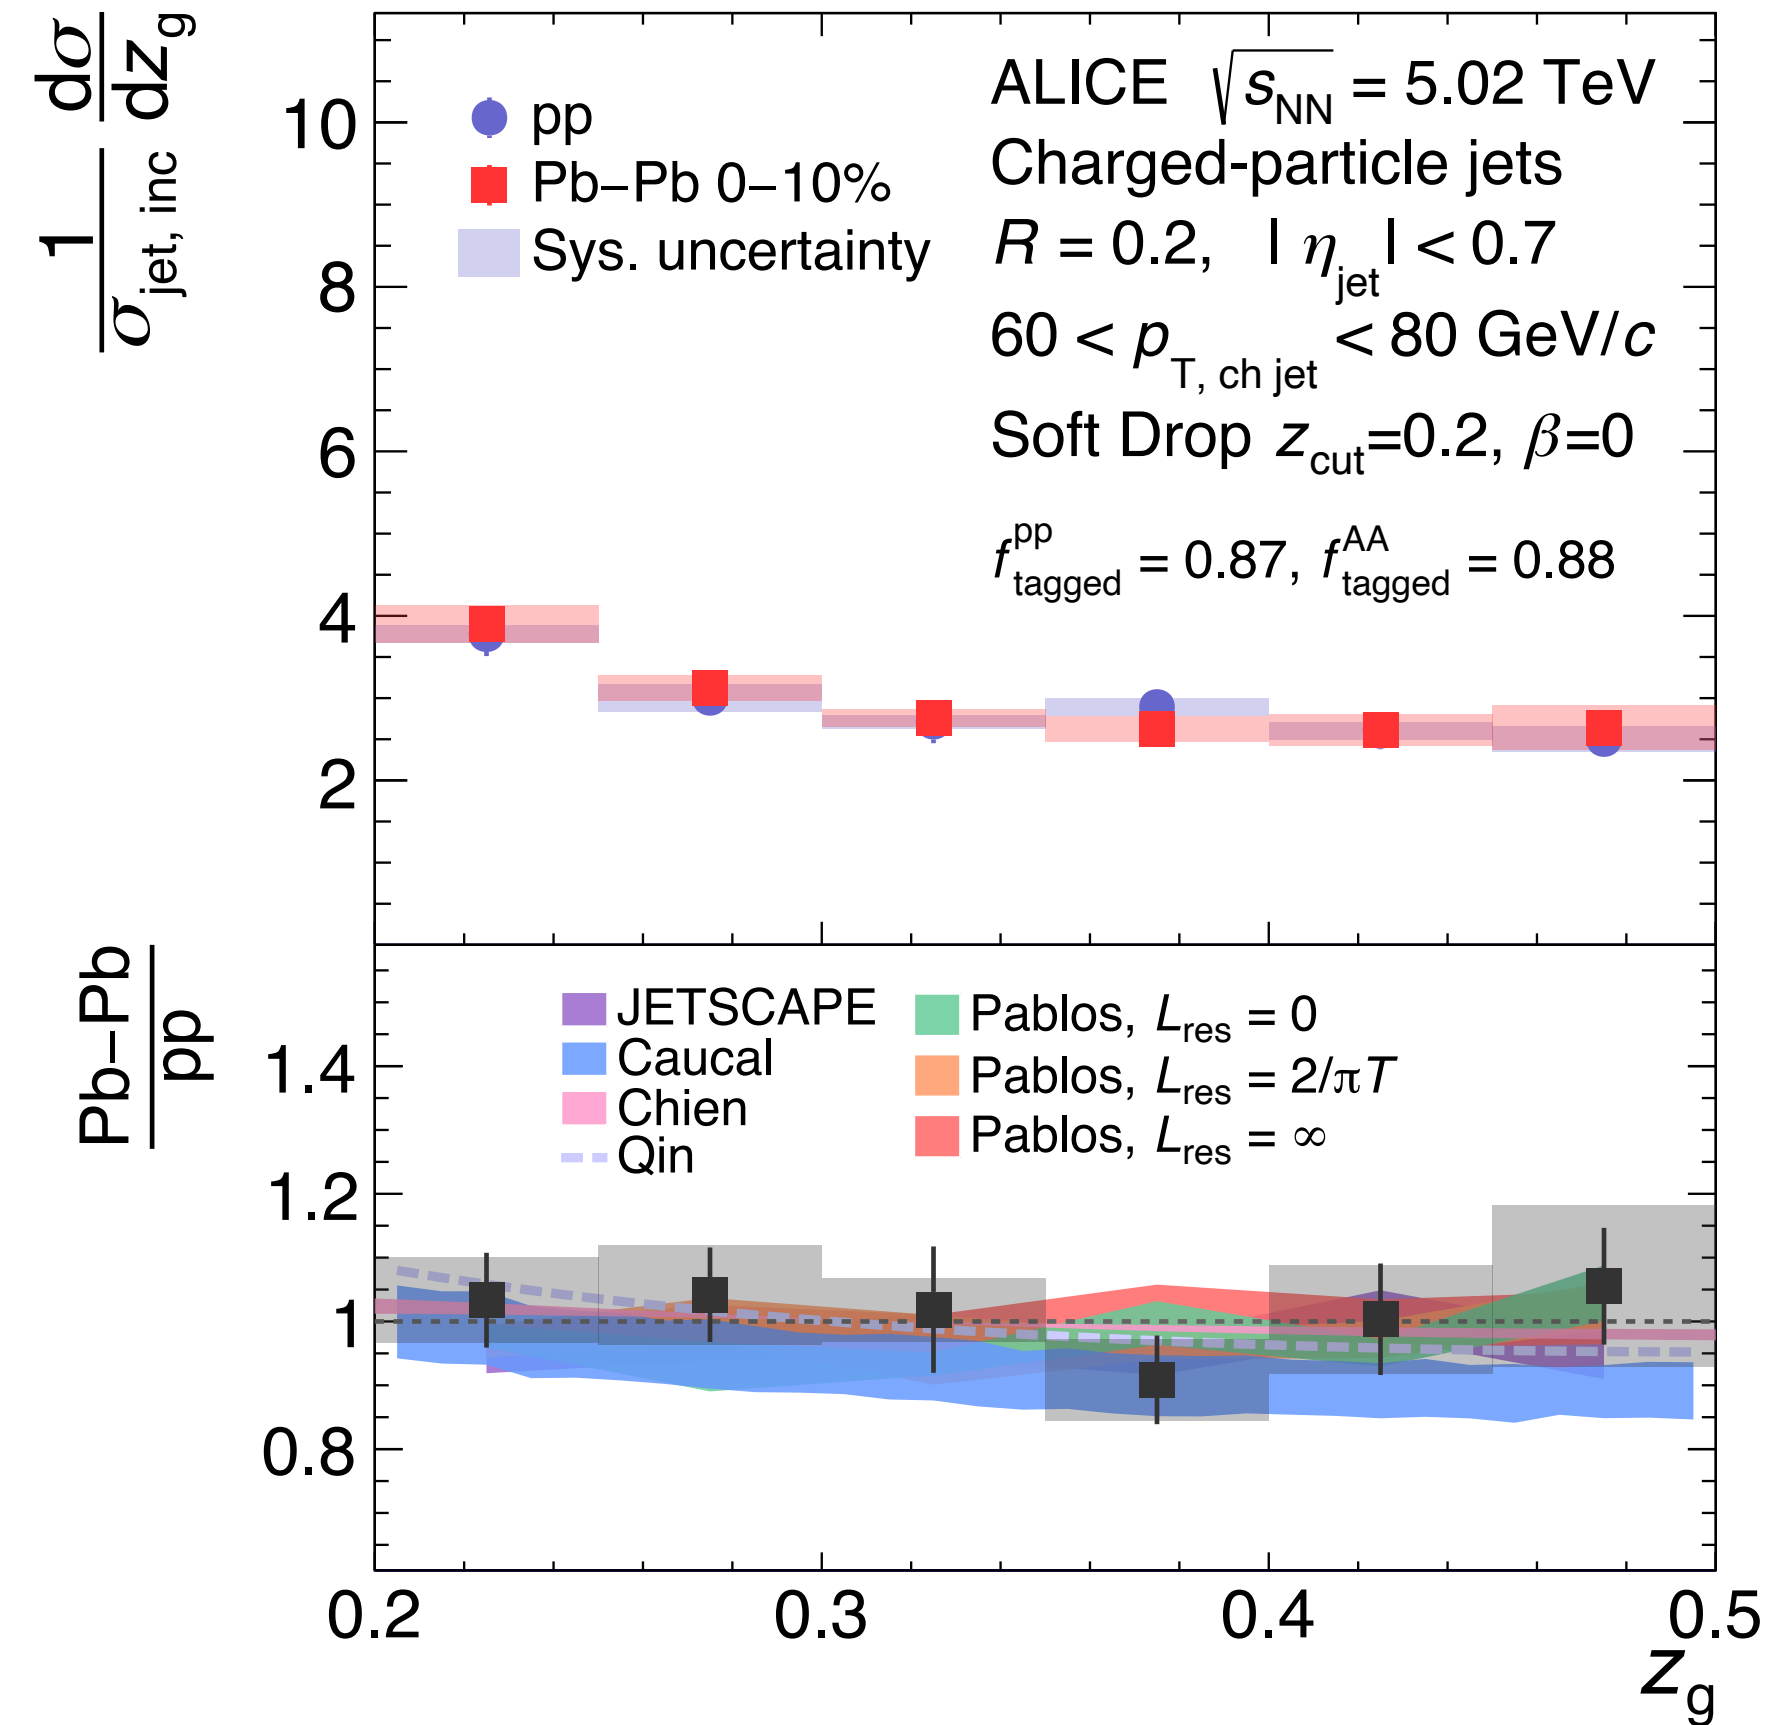 1/σ_jet, inc dσ/dz_g
ALICE √s_NN = 5.02 TeV
Charged-particle jets
R = 0.2, | η_jet | < 0.7
60 < p_T, ch jet < 80 GeV/c
Soft Drop z_cut=0.2, β=0
f^pp_tagged = 0.87, f^AA_tagged = 0.88
pp
Pb–Pb 0–10%
Sys. uncertainty
10
8
6
4
2
Pb–Pb
pp
JETSCAPE
Caucal
Chien
Qin
Pablos, L_res = 0
Pablos, L_res = 2/πT
Pablos, L_res = ∞
1.4
1.2
1
0.8
0.2 0.3 0.4 0.5
z_g